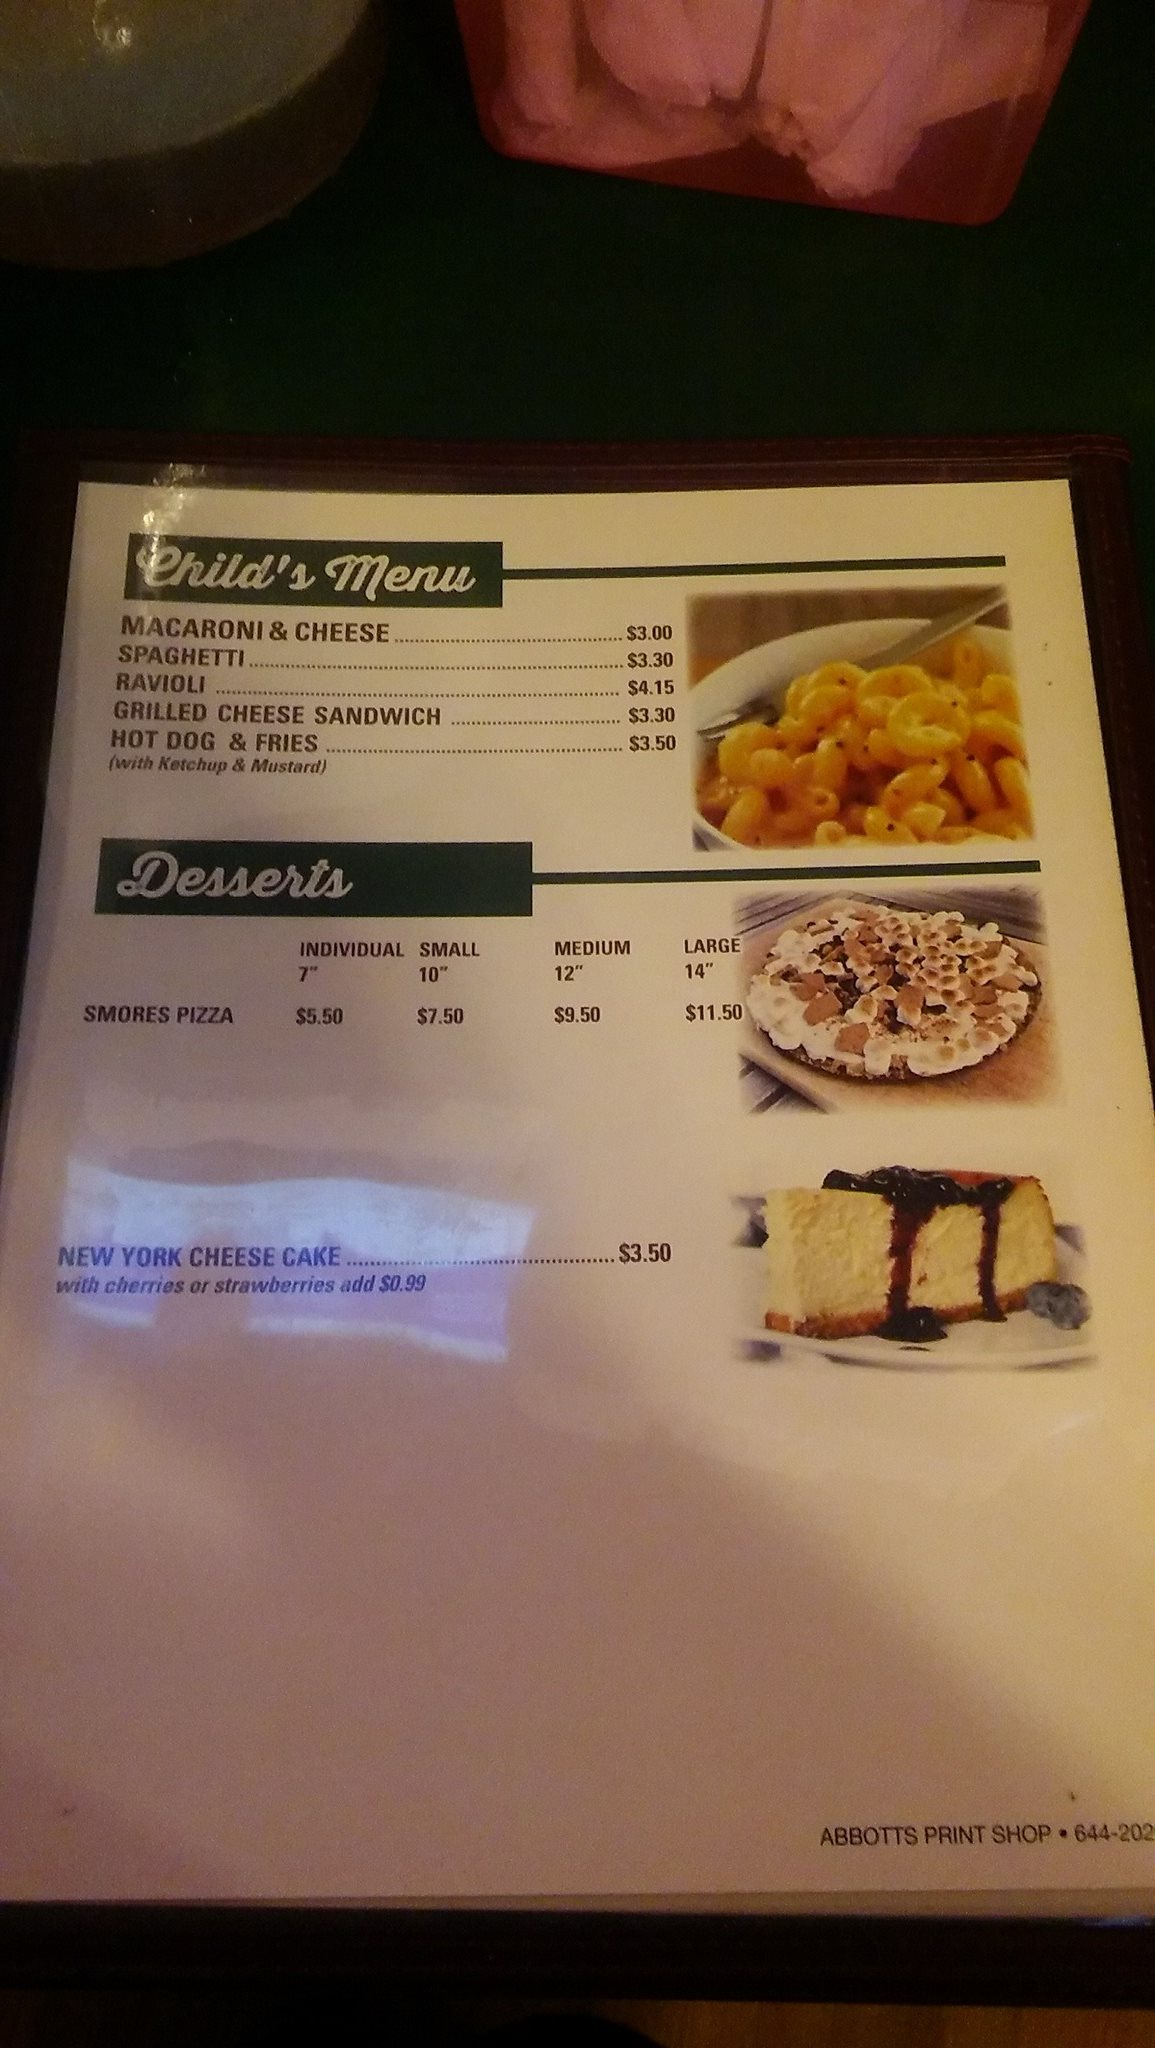 Child's Menu
MACARONI & CHEESE ........ $3.00
SPAGHETTI ........ $3.30
RAVIOLI ........ $4.15
GRILLED CHEESE SANDWICH ........ $3.30
HOT DOG & FRIES ........ $3.50
(with Ketchup & Mustard)
Desserts
INDIVIDUAL SMALL MEDIUM LARGE
7" 10" 12" 14"
SMORES PIZZA $5.50 $7.50 $9.50 $11.50
NEW YORK CHEESE CAKE ........ $3.50
with cherries or strawberries add $0.99
ABBOTTS PRINT SHOP • 644-202